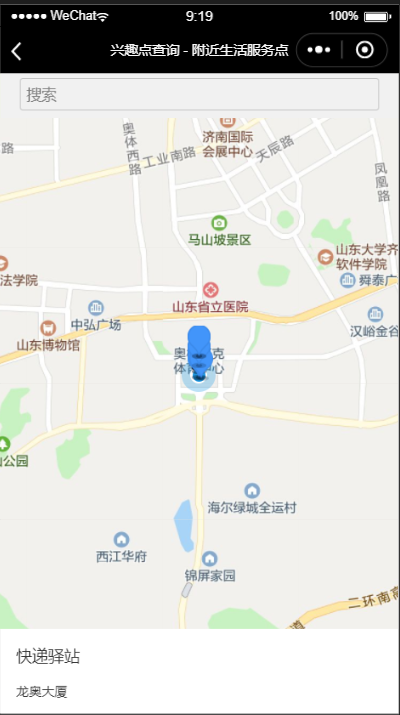 WeChat
9:19
100%
兴趣点查询 - 附近生活服务点
搜索
路
奥体西路
工业南路
济南国际
会展中心
天辰路
凤凰路
马山坡景区
山东大学齐
软件学院
法学院
舜泰广
山东省立医院
中弘广场
山东博物馆
汉峪金谷
奥 克
体 中心
山公园
海尔绿城全运村
西江华府
锦屏家园
二环南高
快递驿站
龙奥大厦